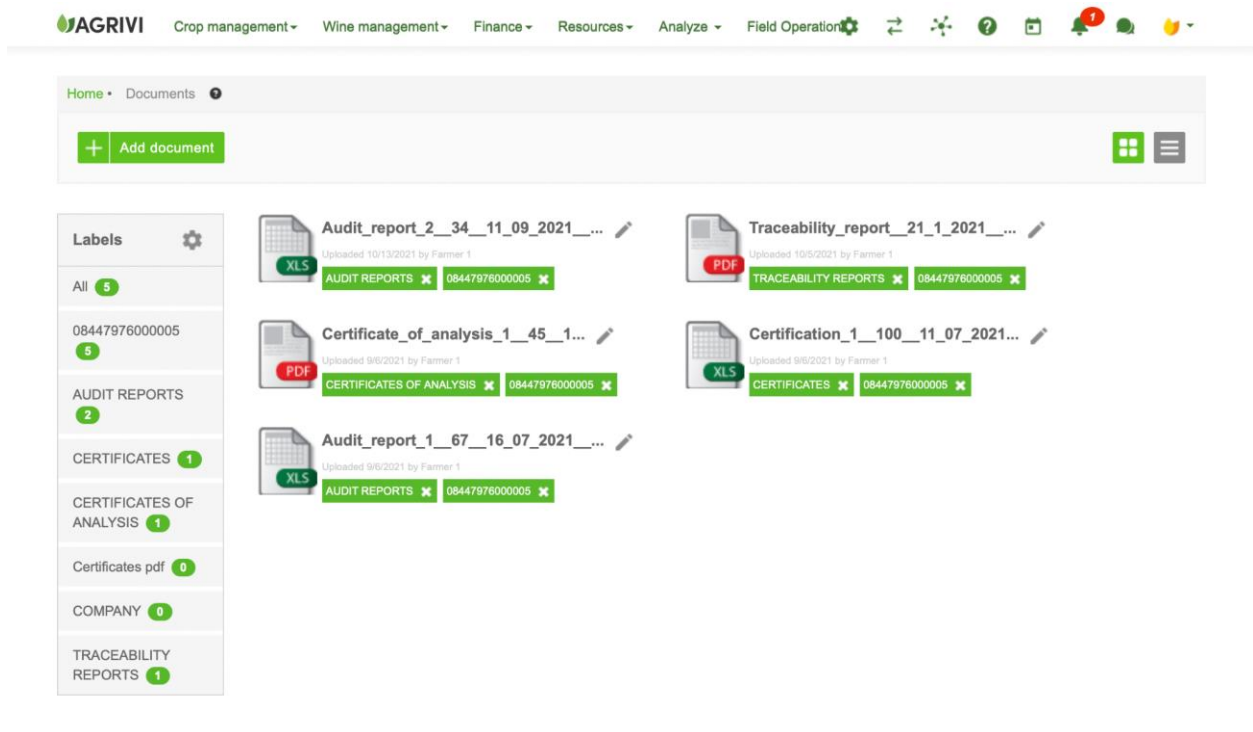 AGRIVI
Crop management
Wine management
Finance
Resources
Analyze
Field Operation
1
Home • Documents
Add document
Labels
All 5
08447976000005
5
AUDIT REPORTS
2
CERTIFICATES 1
CERTIFICATES OF
ANALYSIS 1
Certificates pdf 0
COMPANY 0
TRACEABILITY
REPORTS 1
XLS
Audit_report_2__34__11_09_2021__...
Uploaded 10/13/2021 by Farmer 1
AUDIT REPORTS
08447976000005
PDF
Traceability_report__21_1_2021__...
Uploaded 10/5/2021 by Farmer 1
TRACEABILITY REPORTS
08447976000005
PDF
Certificate_of_analysis_1__45__1...
Uploaded 9/6/2021 by Farmer 1
CERTIFICATES OF ANALYSIS
08447976000005
XLS
Certification_1__100__11_07_2021...
Uploaded 9/6/2021 by Farmer 1
CERTIFICATES
08447976000005
XLS
Audit_report_1__67__16_07_2021__...
Uploaded 9/6/2021 by Farmer 1
AUDIT REPORTS
08447976000005